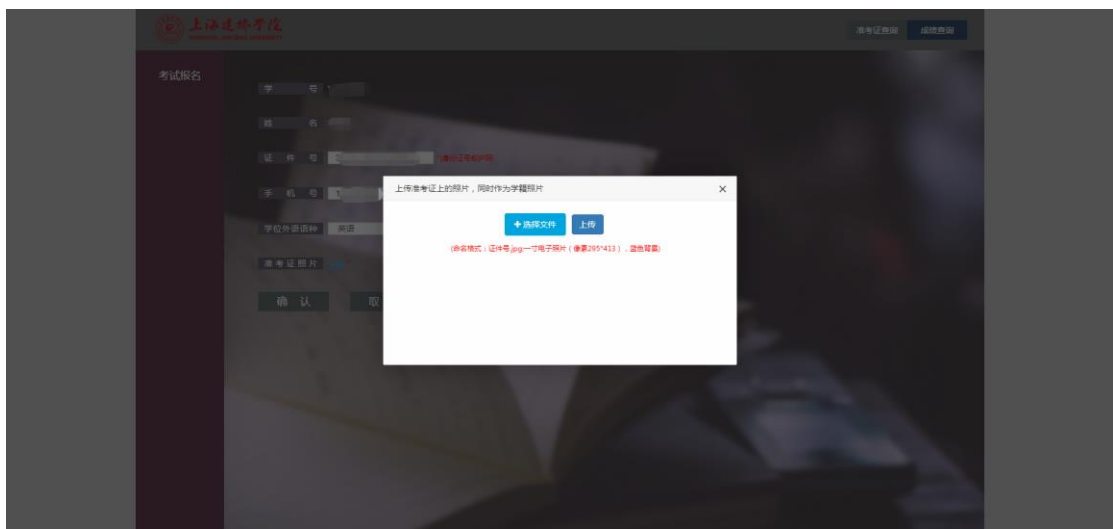 上海建桥学院
准考证查询 成绩查询
考试报名
学 号
姓 名
证 件 号
手 机 号
学位外语语种 英语
准考证照片
确 认 取
上传准考证上的照片，同时作为学籍照片 ×
+选择文件 上传
(命名格式：证件号.jpg一寸电子照片（像素295*413），蓝色背景)